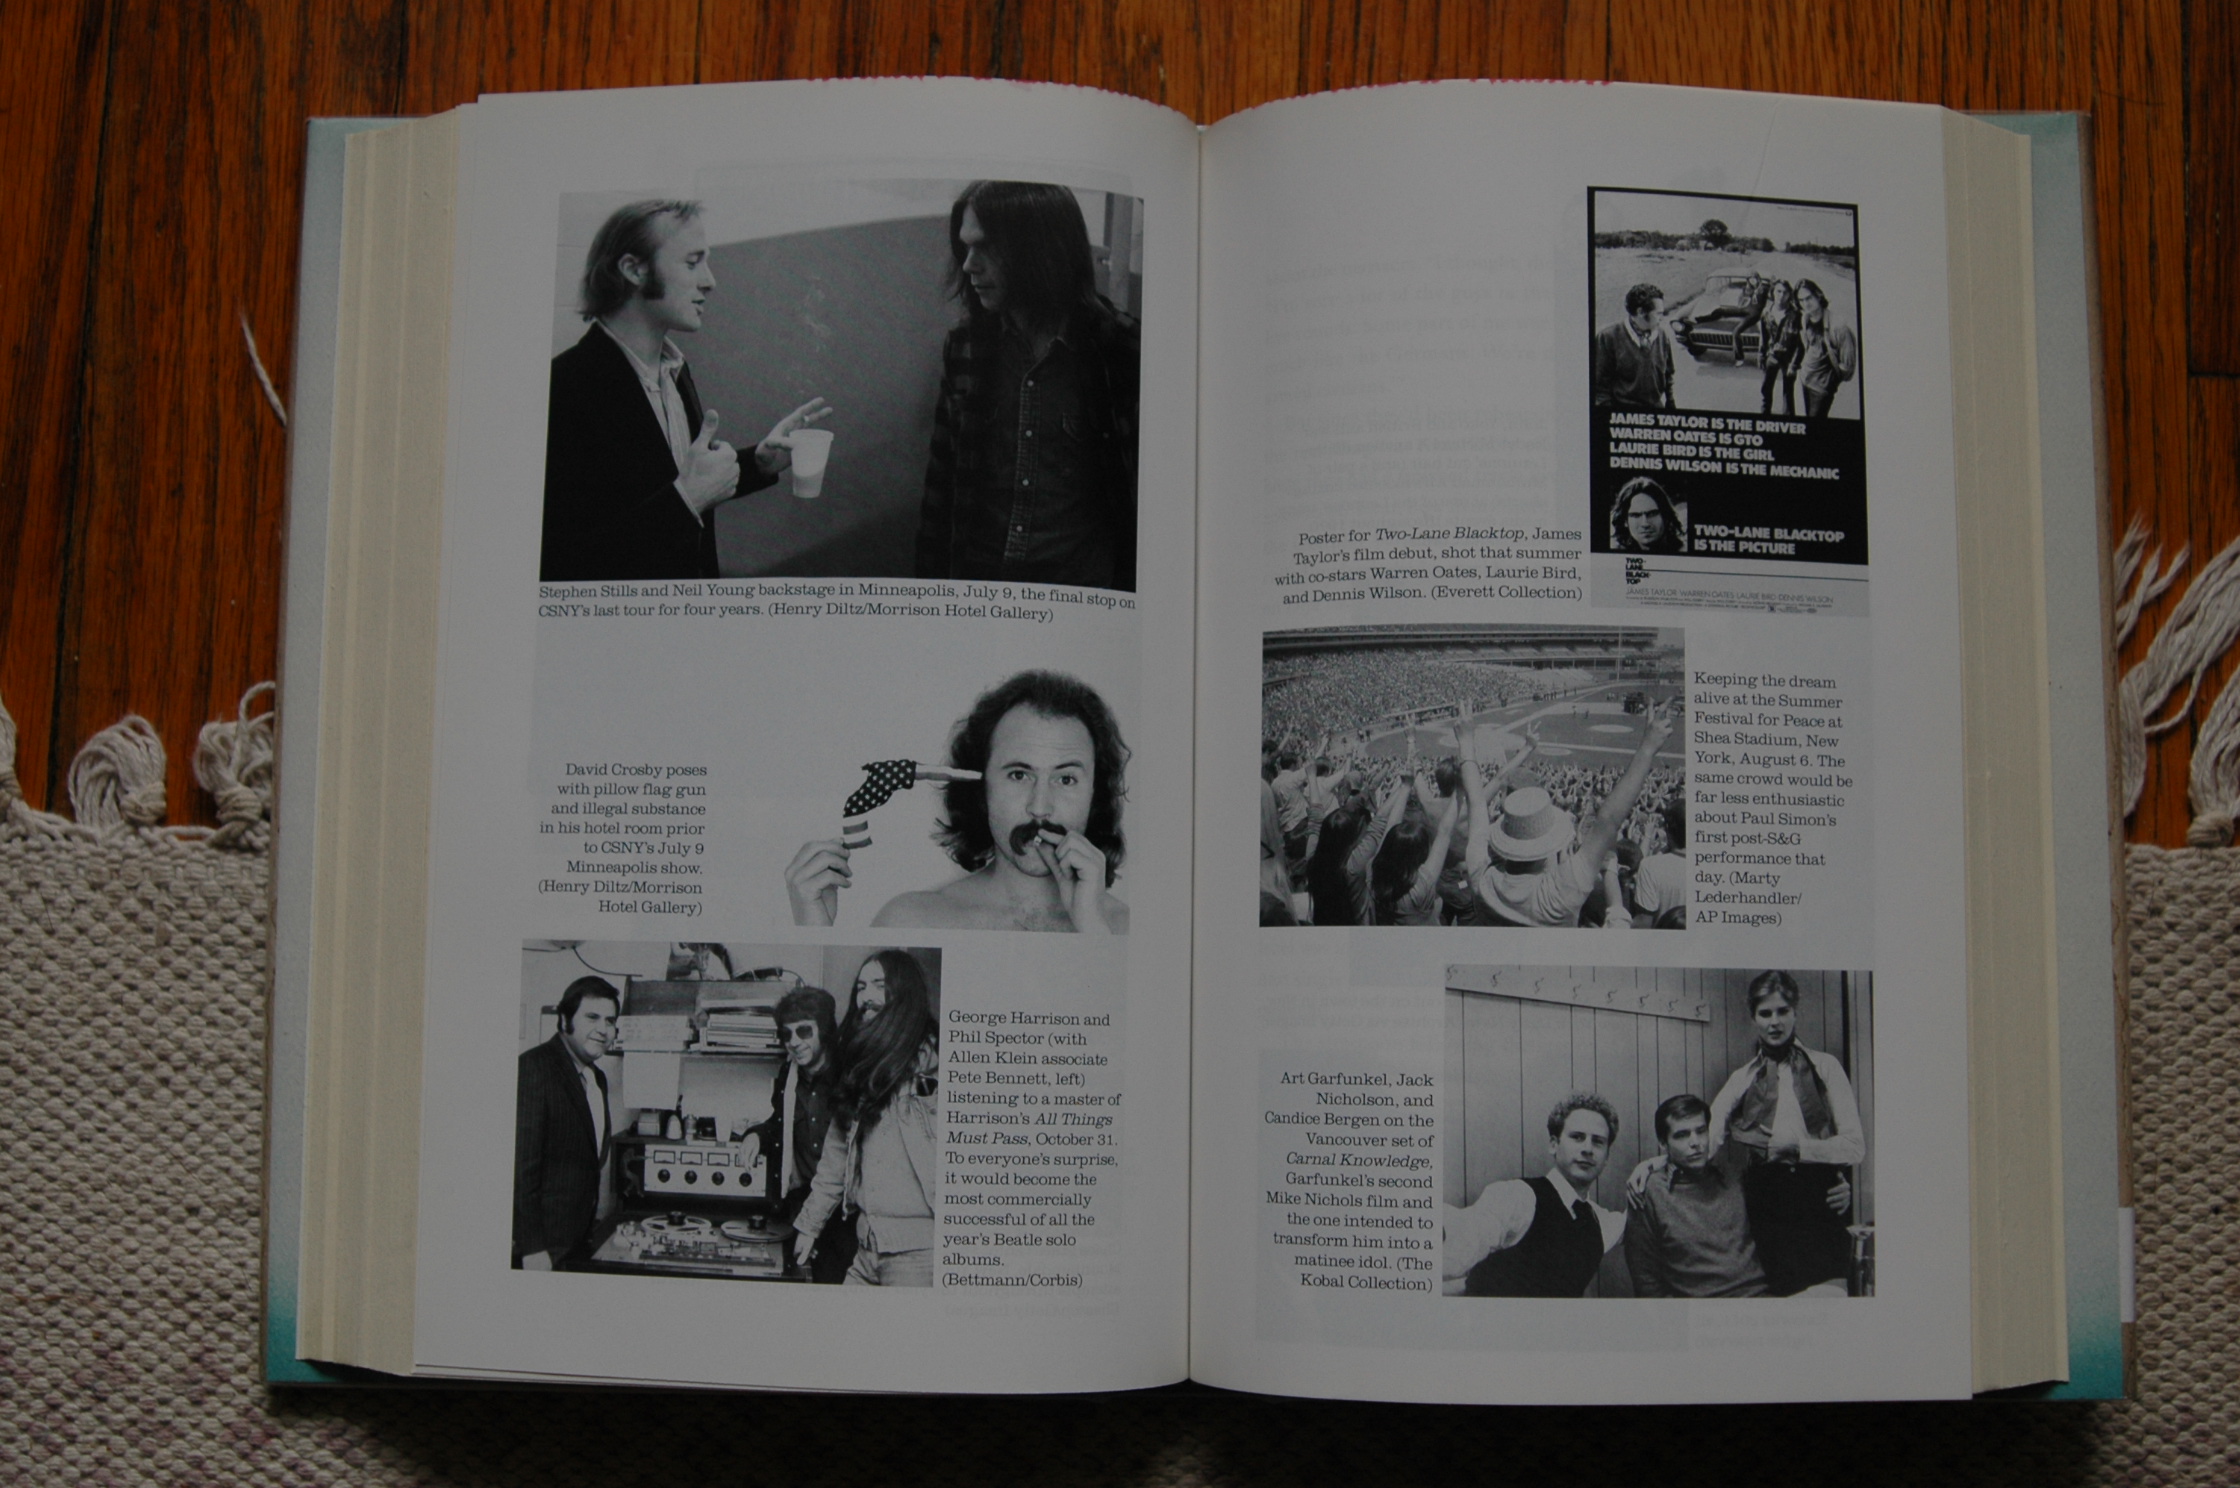 Stephen Stills and Neil Young backstage in Minneapolis, July 9, the final stop on
CSNY's last tour for four years. (Henry Diltz/Morrison Hotel Gallery)
David Crosby poses
with pillow flag gun
and illegal substance
in his hotel room prior
to CSNY's July 9
Minneapolis show.
(Henry Diltz/Morrison
Hotel Gallery)
George Harrison and
Phil Spector (with
Allen Klein associate
Pete Bennett, left)
listening to a master of
Harrison's All Things
Must Pass, October 31.
To everyone's surprise,
it would become the
most commercially
successful of all the
year's Beatle solo
albums.
(Bettmann/Corbis)
JAMES TAYLOR IS THE DRIVER
WARREN OATES IS GTO
LAURIE BIRD IS THE GIRL
DENNIS WILSON IS THE MECHANIC
TWO-LANE BLACKTOP
IS THE PICTURE
TWO-
LANE
BLACK
TOP
JAMES TAYLOR WARREN OATES LAURIE BIRD DENNIS WILSON
Poster for Two-Lane Blacktop, James
Taylor's film debut, shot that summer
with co-stars Warren Oates, Laurie Bird,
and Dennis Wilson. (Everett Collection)
Keeping the dream
alive at the Summer
Festival for Peace at
Shea Stadium, New
York, August 6. The
same crowd would be
far less enthusiastic
about Paul Simon's
first post-S&G
performance that
day. (Marty
Lederhandler/
AP Images)
Art Garfunkel, Jack
Nicholson, and
Candice Bergen on the
Vancouver set of
Carnal Knowledge,
Garfunkel's second
Mike Nichols film and
the one intended to
transform him into a
matinee idol. (The
Kobal Collection)